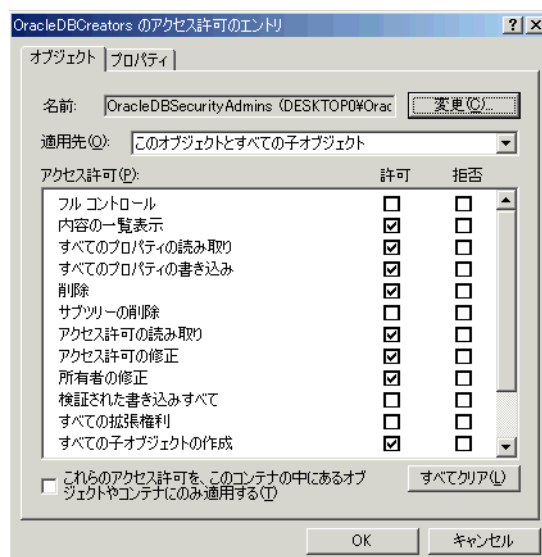 OracleDBCreators のアクセス許可のエントリ
オブジェクト プロパティ
名前: OracleDBSecurityAdmins (DESKTOP0¥Orac 変更(C)...
適用先(O): このオブジェクトとすべての子オブジェクト
アクセス許可(P): 許可 拒否
フル コントロール
内容の一覧表示
すべてのプロパティの読み取り
すべてのプロパティの書き込み
削除
サブツリーの削除
アクセス許可の読み取り
アクセス許可の修正
所有者の修正
検証された書き込みすべて
すべての拡張権利
すべての子オブジェクトの作成
これらのアクセス許可を、このコンテナの中にあるオブ
ジェクトやコンテナにのみ適用する(T)
すべてクリア(L)
OK キャンセル